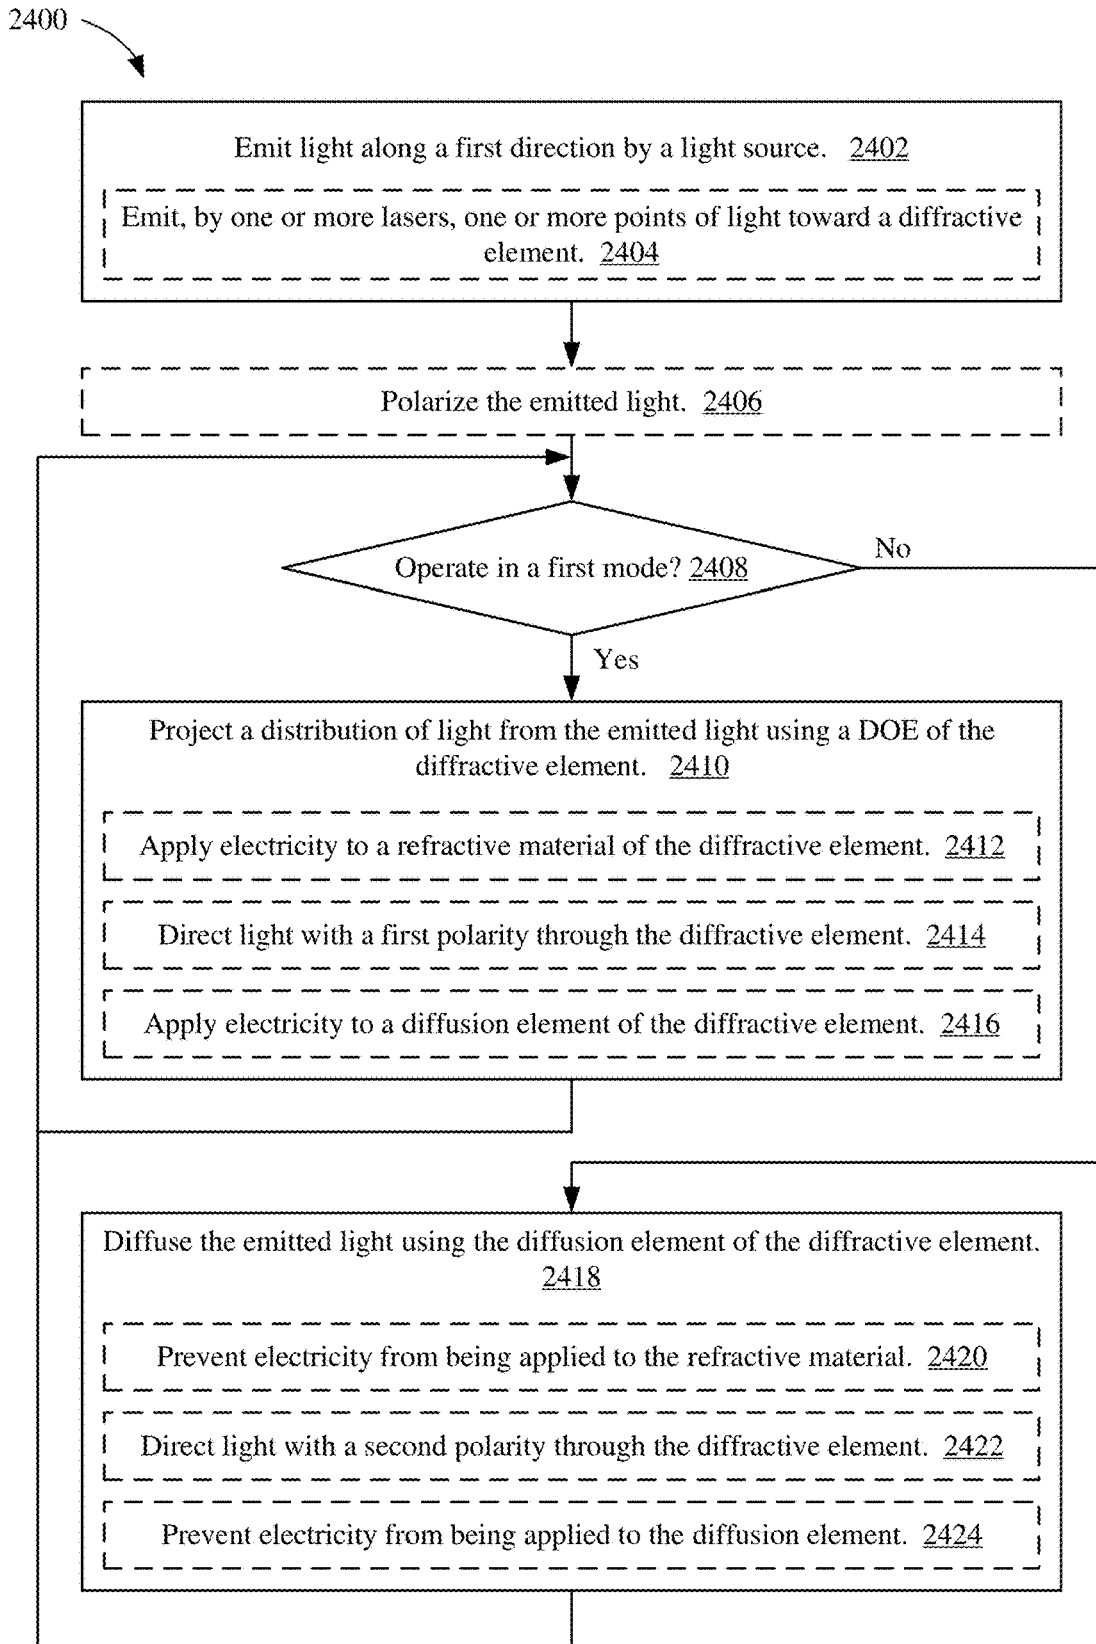 2400
Emit light along a first direction by a light source. 2402
Emit, by one or more lasers, one or more points of light toward a diffractive
element. 2404
Polarize the emitted light. 2406
Operate in a first mode? 2408
No
Yes
Project a distribution of light from the emitted light using a DOE of the
diffractive element. 2410
Apply electricity to a refractive material of the diffractive element. 2412
Direct light with a first polarity through the diffractive element. 2414
Apply electricity to a diffusion element of the diffractive element. 2416
Diffuse the emitted light using the diffusion element of the diffractive element.
2418
Prevent electricity from being applied to the refractive material. 2420
Direct light with a second polarity through the diffractive element. 2422
Prevent electricity from being applied to the diffusion element. 2424